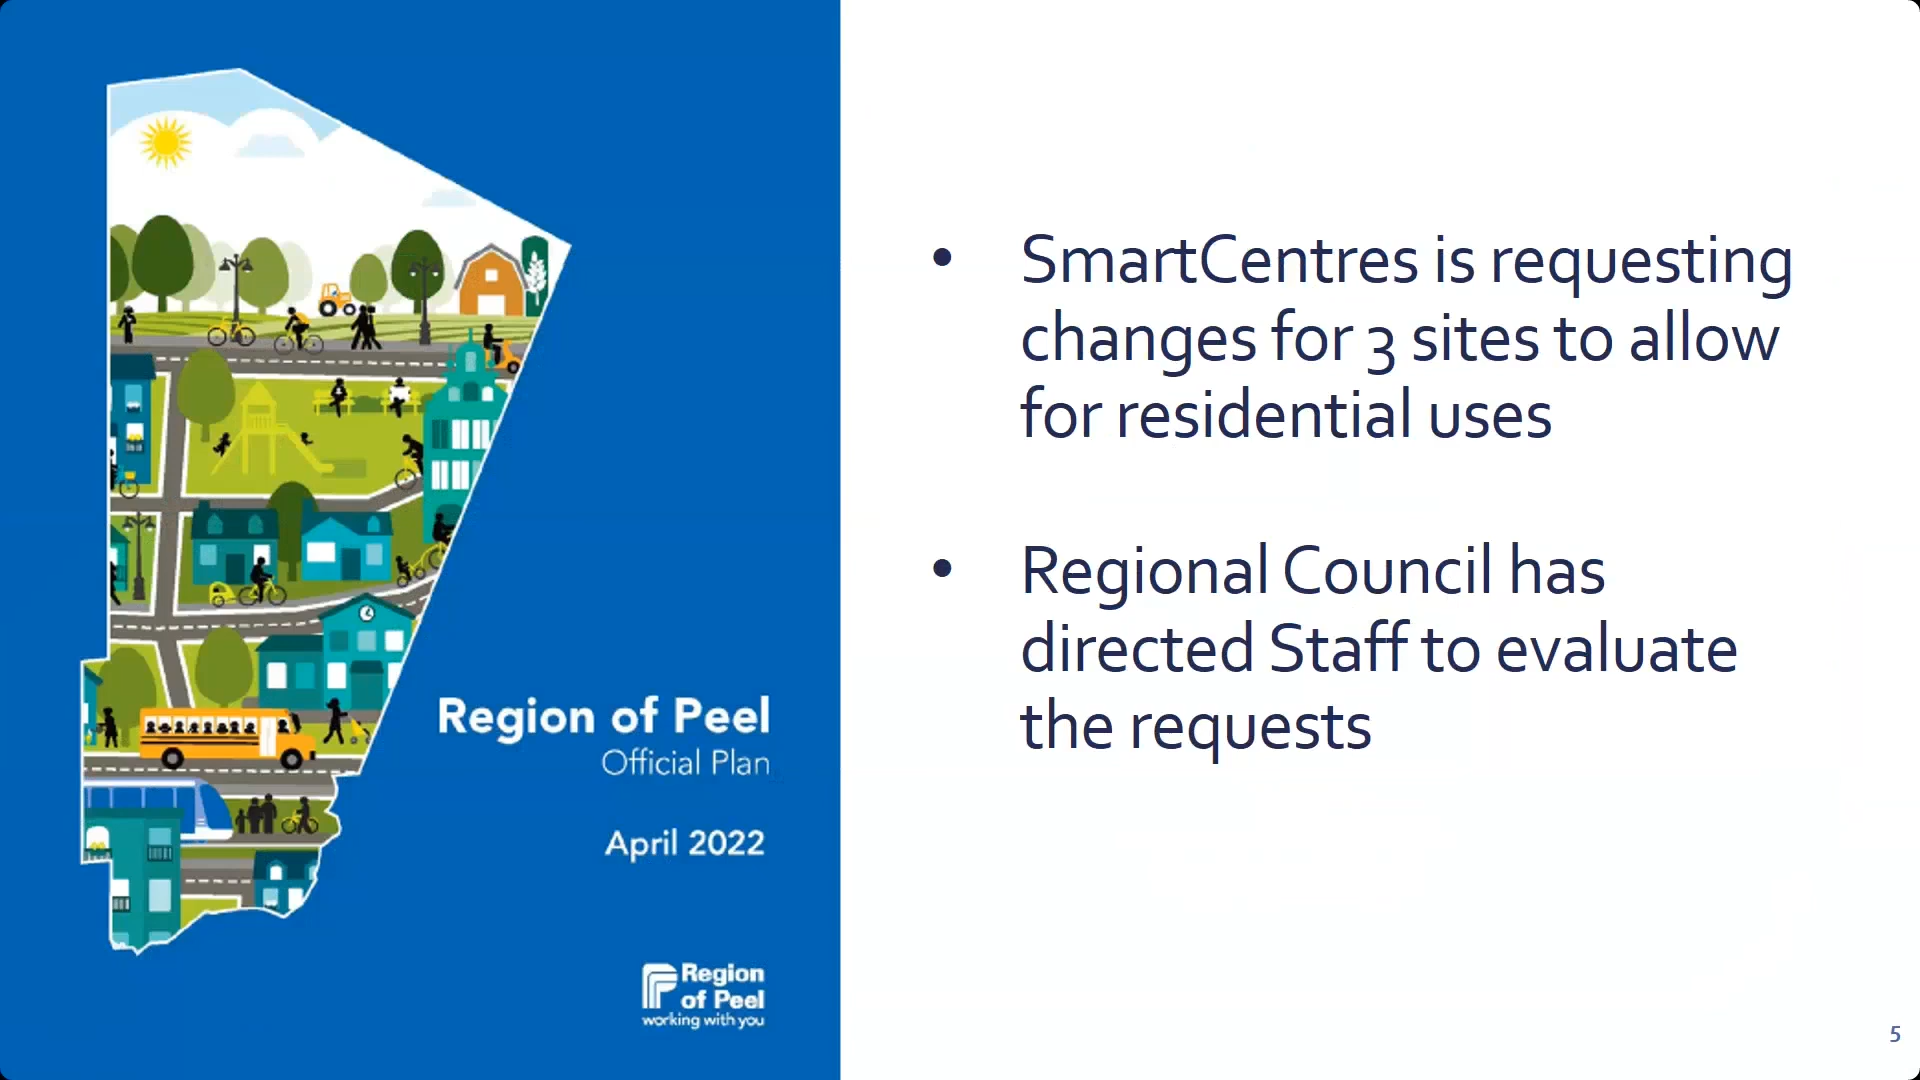 Region of Peel
Official Plan
April 2022
Region
of Peel
working with you
• SmartCentres is requesting
changes for 3 sites to allow
for residential uses
• Regional Council has
directed Staff to evaluate
the requests
5